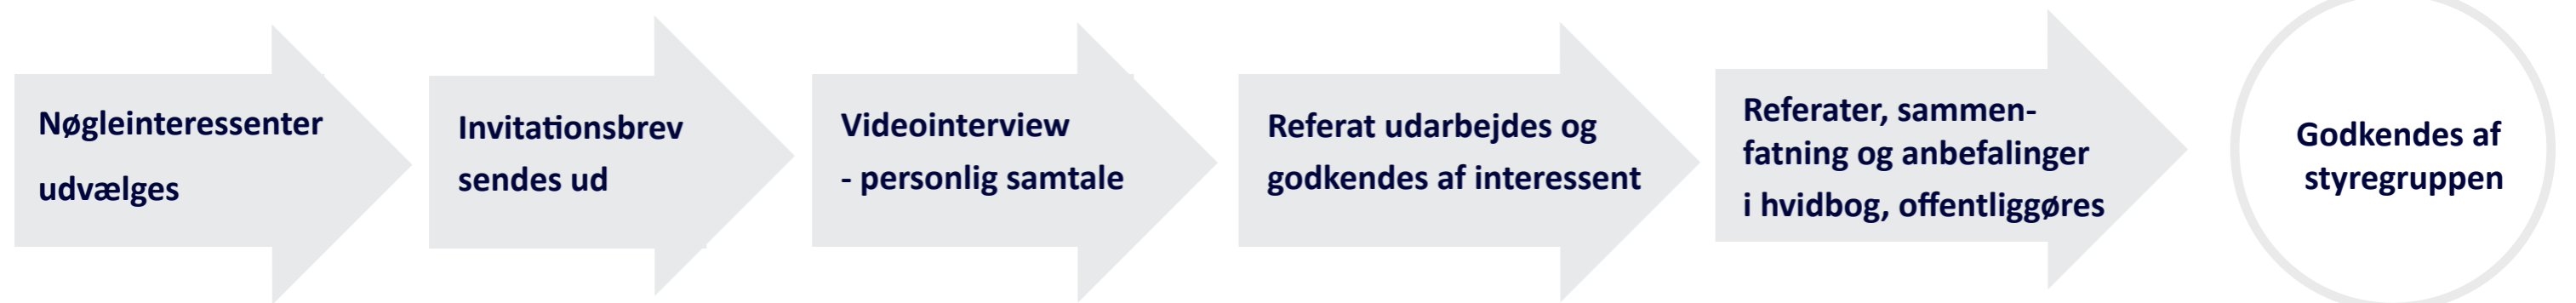 Nøgleinteressenter
udvælges
Invitationsbrev
sendes ud
Videointerview
- personlig samtale
Referat udarbejdes og
godkendes af interessent
Referater, sammen-
fatning og anbefalinger
i hvidbog, offentliggøres
Godkendes af
styregruppen